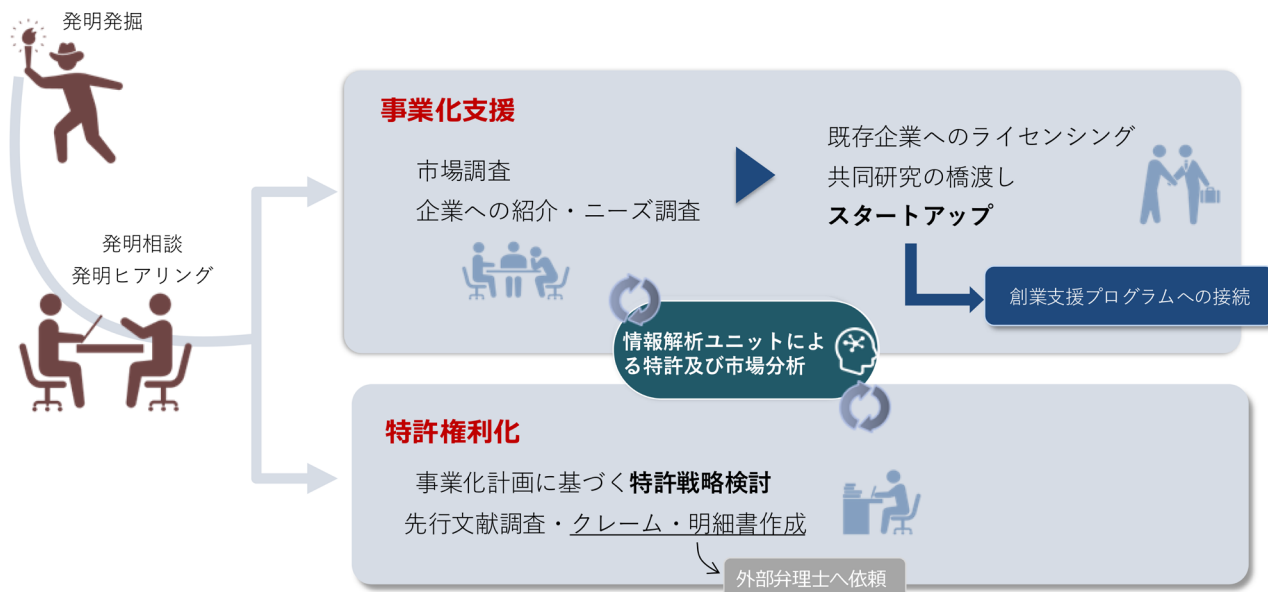 発明発掘
発明相談
発明ヒアリング
事業化支援
市場調査
企業への紹介・ニーズ調査
既存企業へのライセンシング
共同研究の橋渡し
スタートアップ
創業支援プログラムへの接続
情報解析ユニットによ
る特許及び市場分析
特許権利化
事業化計画に基づく特許戦略検討
先行文献調査・クレーム・明細書作成
外部弁理士へ依頼